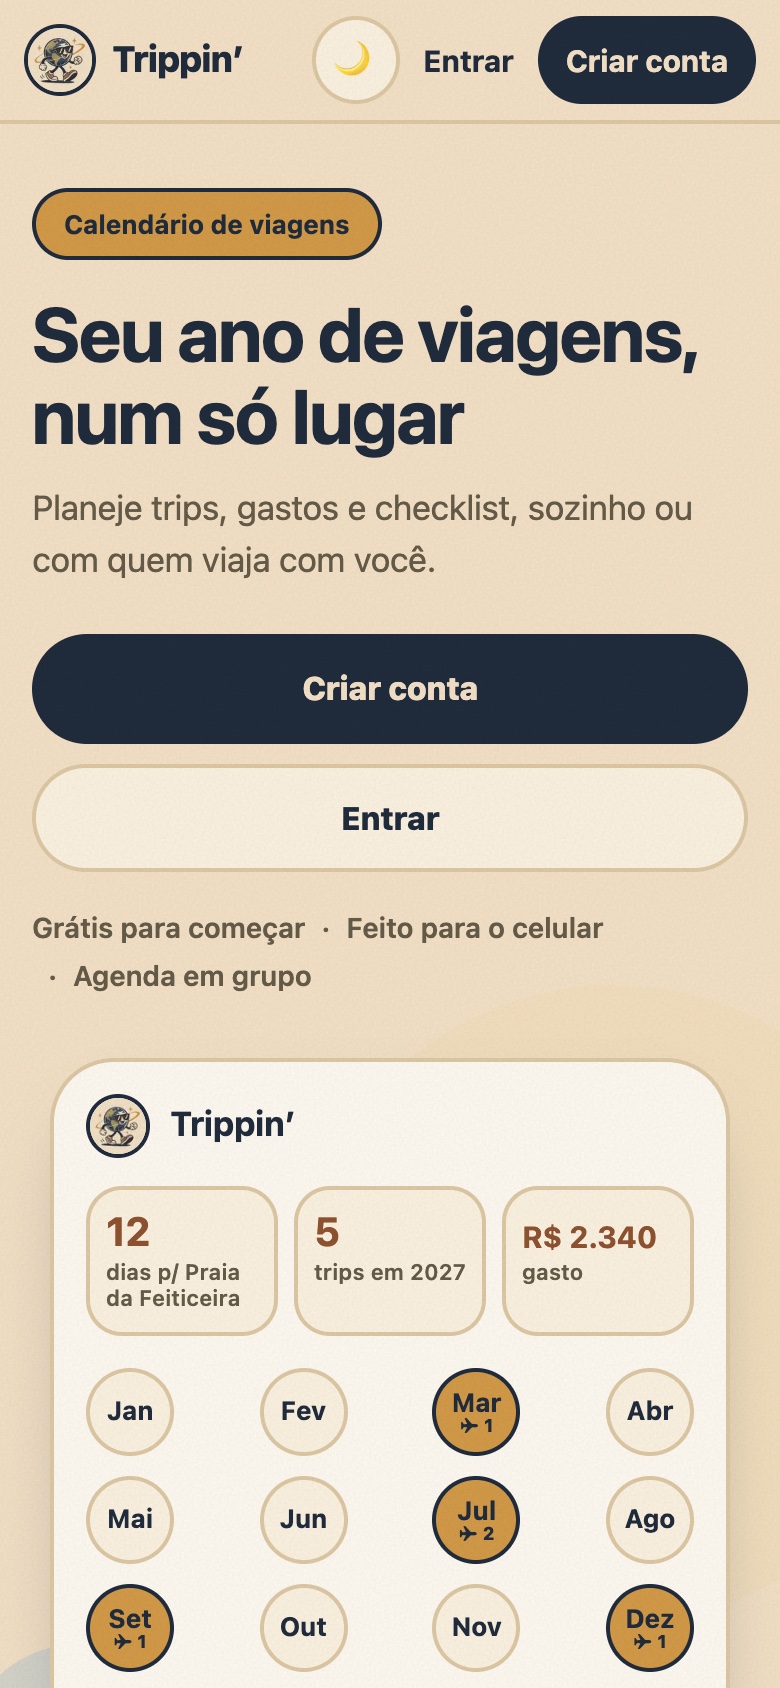 Trippin’
🌙
Entrar
Criar conta
Calendário de viagens
Seu ano de viagens,
num só lugar
Planeje trips, gastos e checklist, sozinho ou
com quem viaja com você.
Criar conta
Entrar
Grátis para começar · Feito para o celular
· Agenda em grupo
Trippin’
12
dias p/ Praia
da Feiticeira
5
trips em 2027
R$ 2.340
gasto
Jan
Fev
Mar
✈ 1
Abr
Mai
Jun
Jul
✈ 2
Ago
Set
✈ 1
Out
Nov
Dez
✈ 1